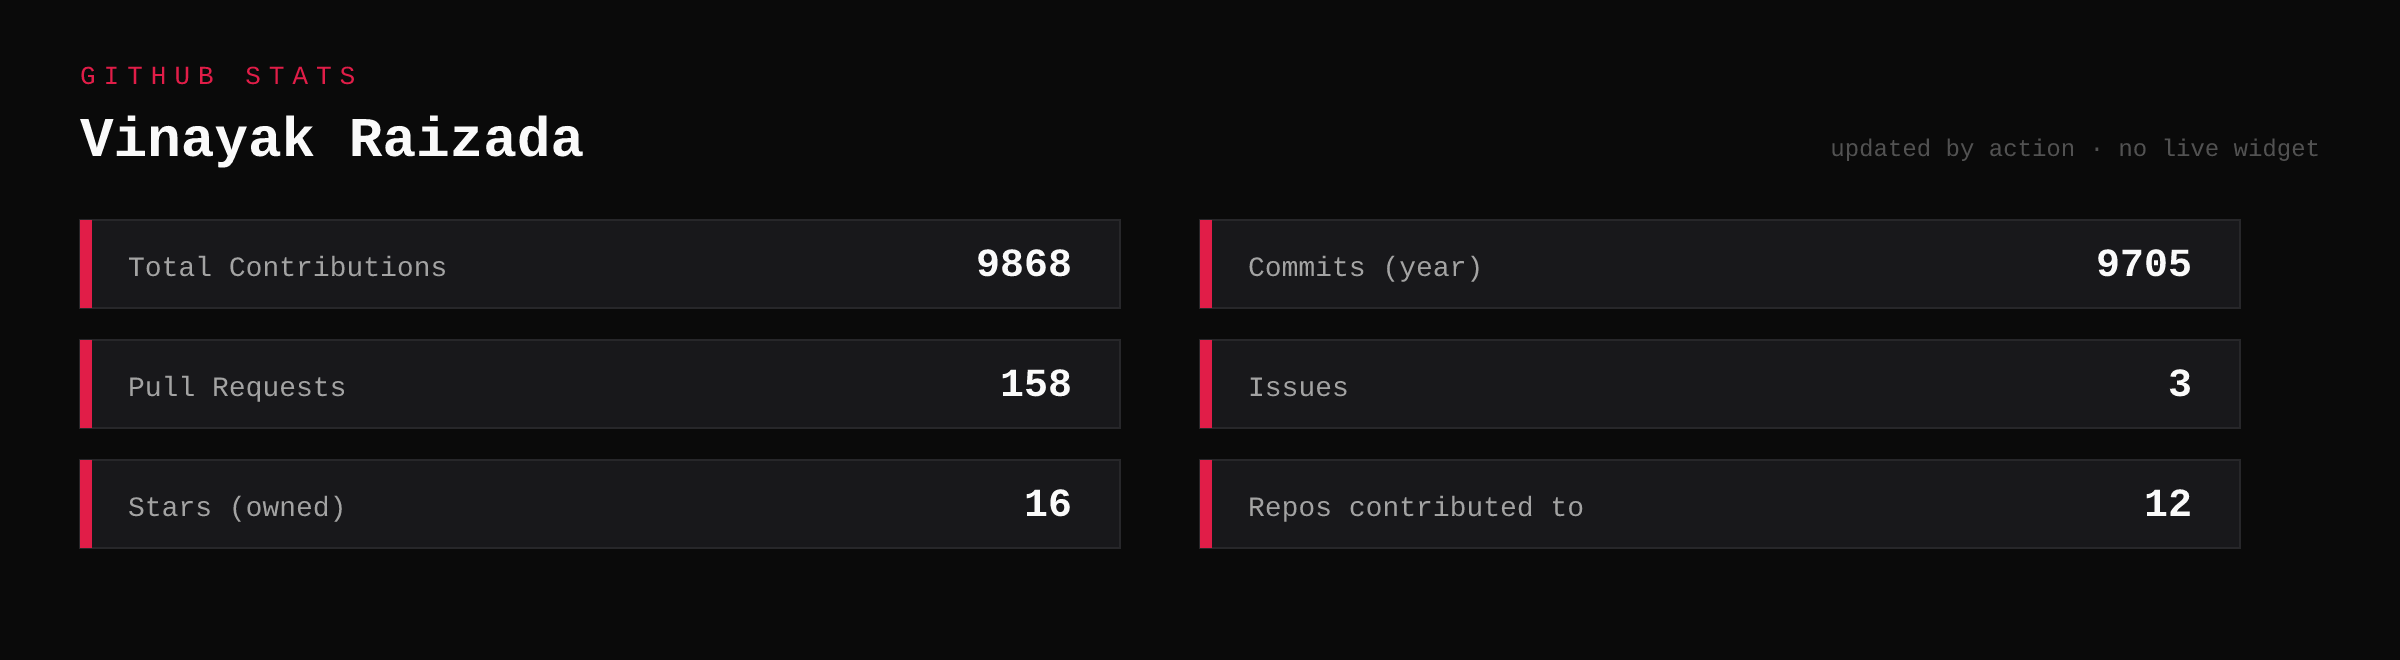 GITHUB STATS
Vinayak Raizada
updated by action · no live widget
Total Contributions 9868
Commits (year) 9705
Pull Requests 158
Issues 3
Stars (owned) 16
Repos contributed to 12